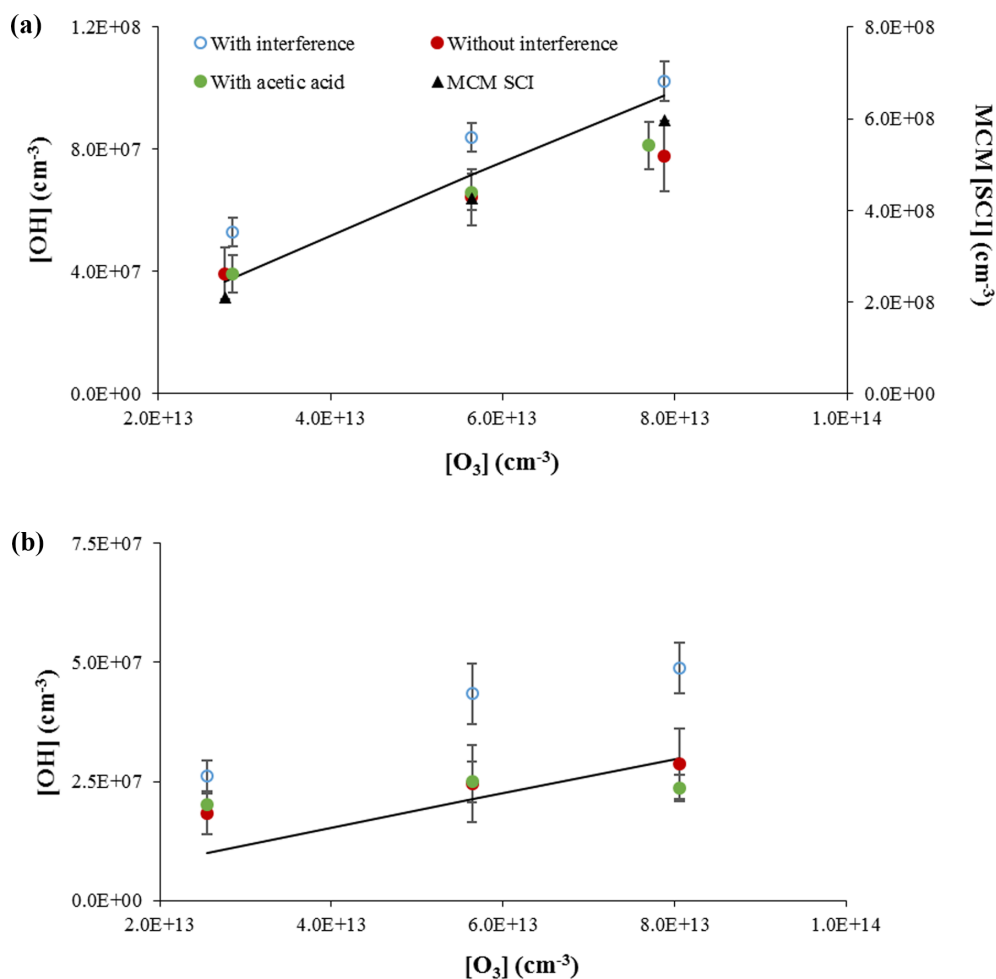 (a)
1.2E+08
8.0E+07
4.0E+07
0.0E+00
[OH] (cm-3)
With interference
Without interference
With acetic acid
MCM SCI
8.0E+08
6.0E+08
4.0E+08
2.0E+08
0.0E+00
MCM [SCI] (cm-3)
2.0E+13 4.0E+13 6.0E+13 8.0E+13 1.0E+14
[O3] (cm-3)
(b)
7.5E+07
5.0E+07
2.5E+07
0.0E+00
[OH] (cm-3)
2.0E+13 4.0E+13 6.0E+13 8.0E+13 1.0E+14
[O3] (cm-3)